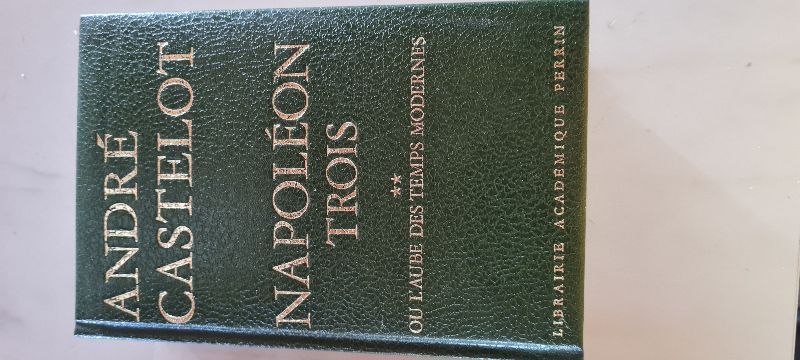 ANDRÉ
CASTELOT
NAPOLÉON
TROIS
★★
OU L'AUBE DES TEMPS MODERNES
LIBRAIRIE ACADÉMIQUE PERRIN